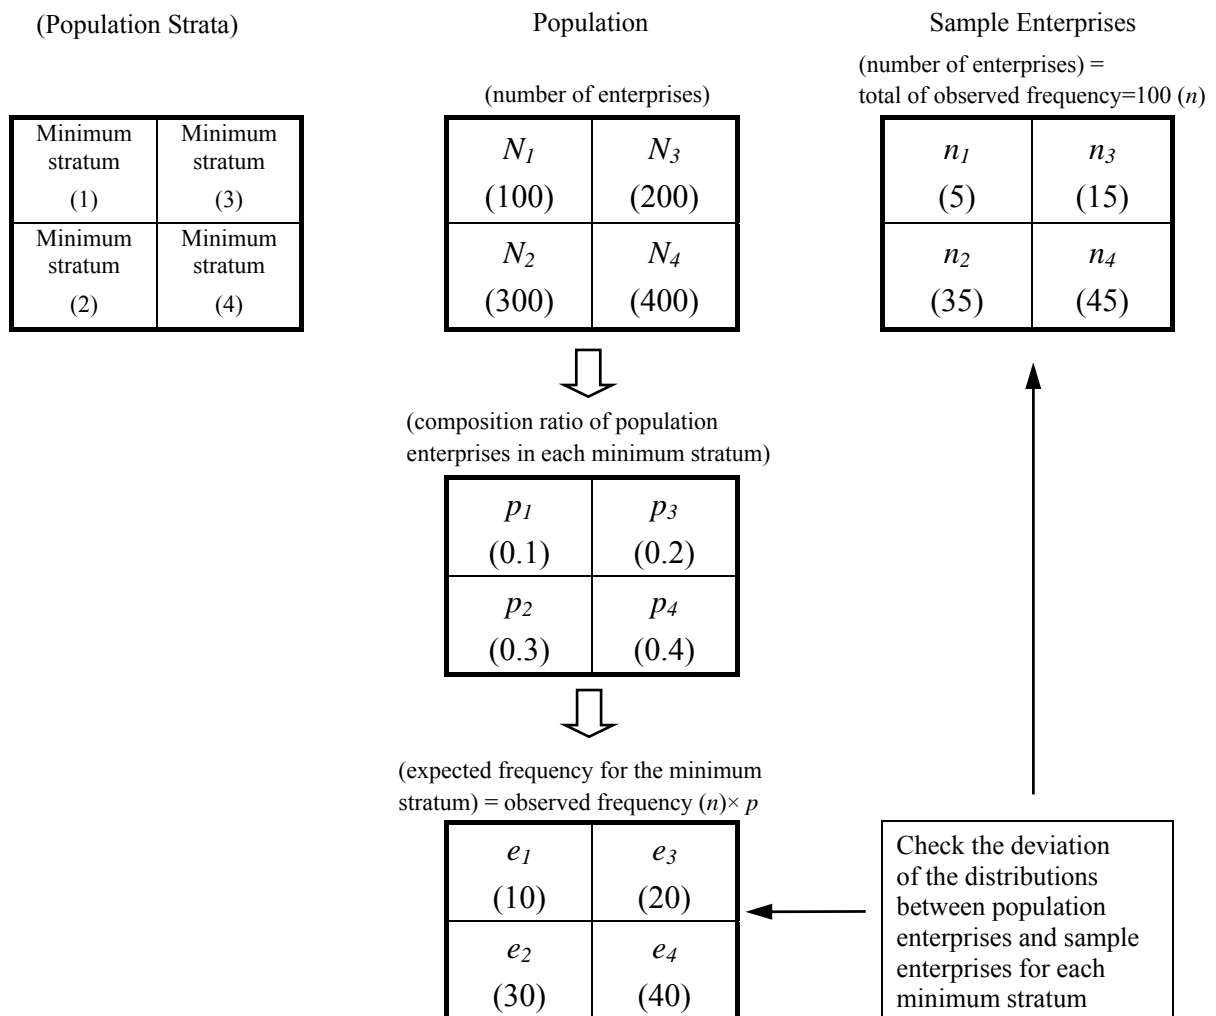 (Population Strata)
Population
Sample Enterprises
(number of enterprises)
(number of enterprises) =
total of observed frequency=100 (n)
Minimum
stratum
(1)
Minimum
stratum
(3)
Minimum
stratum
(2)
Minimum
stratum
(4)
N1
(100)
N3
(200)
N2
(300)
N4
(400)
n1
(5)
n3
(15)
n2
(35)
n4
(45)
(composition ratio of population
enterprises in each minimum stratum)
p1
(0.1)
p3
(0.2)
p2
(0.3)
p4
(0.4)
(expected frequency for the minimum
stratum) = observed frequency (n)× p
e1
(10)
e3
(20)
e2
(30)
e4
(40)
Check the deviation
of the distributions
between population
enterprises and sample
enterprises for each
minimum stratum